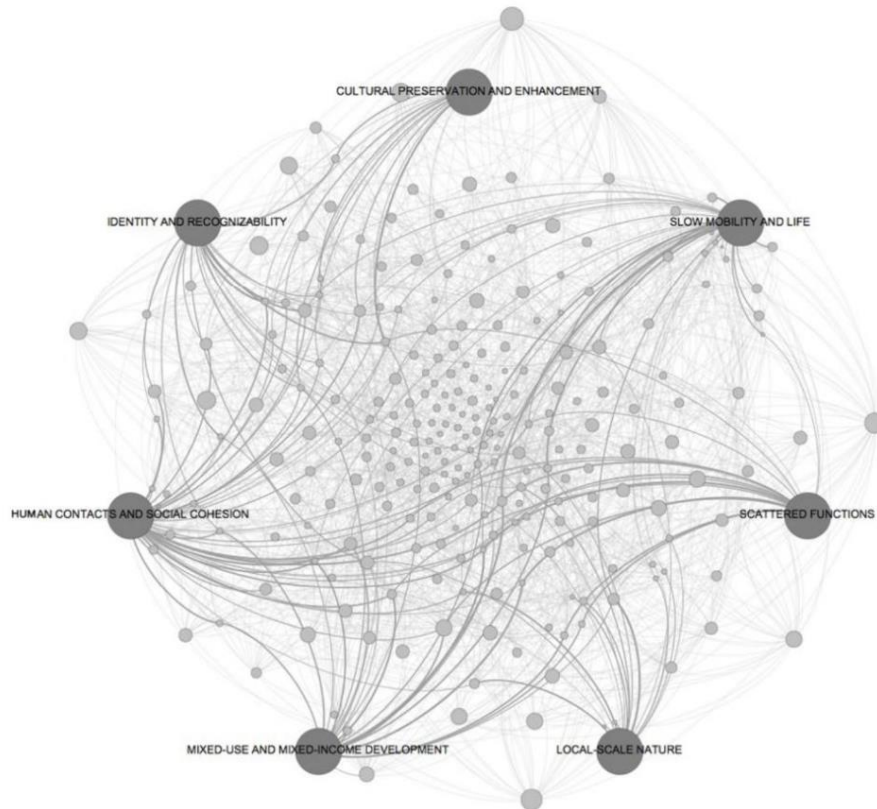 CULTURAL PRESERVATION AND ENHANCEMENT
IDENTITY AND RECOGNIZABILITY
SLOW MOBILITY AND LIFE
HUMAN CONTACTS AND SOCIAL COHESION
SCATTERED FUNCTIONS
MIXED-USE AND MIXED-INCOME DEVELOPMENT
LOCAL-SCALE NATURE